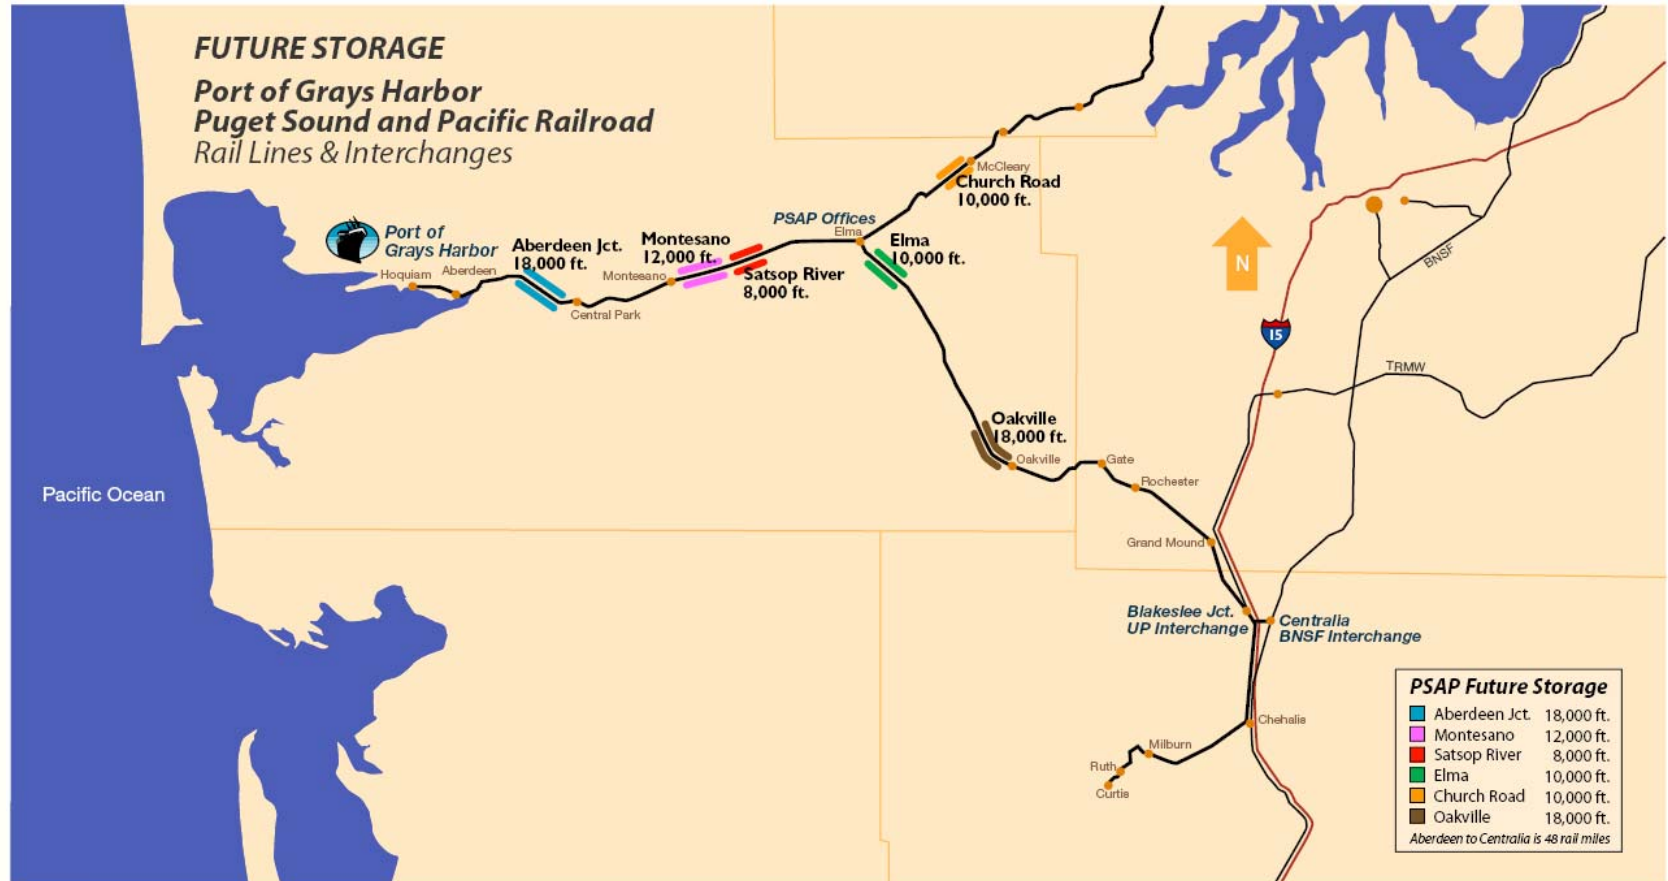 FUTURE STORAGE
Port of Grays Harbor
Puget Sound and Pacific Railroad
Rail Lines & Interchanges
McCleary
Church Road
10,000 ft.
PSAP Offices
Elma
Port of
Grays Harbor
Hoquiam
Aberdeen
Aberdeen Jct.
18,000 ft.
Central Park
Montesano
12,000 ft.
Montesano
Satsop River
8,000 ft.
Elma
10,000 ft.
N
BNSF
15
TRMW
Oakville
18,000 ft.
Oakville
Gate
Rochester
Pacific Ocean
Grand Mound
Blakeslee Jct.
UP Interchange
Centralia
BNSF Interchange
Chehalis
Milburn
Ruth
Curtis
PSAP Future Storage
Aberdeen Jct. 18,000 ft.
Montesano 12,000 ft.
Satsop River 8,000 ft.
Elma 10,000 ft.
Church Road 10,000 ft.
Oakville 18,000 ft.
Aberdeen to Centralia is 48 rail miles